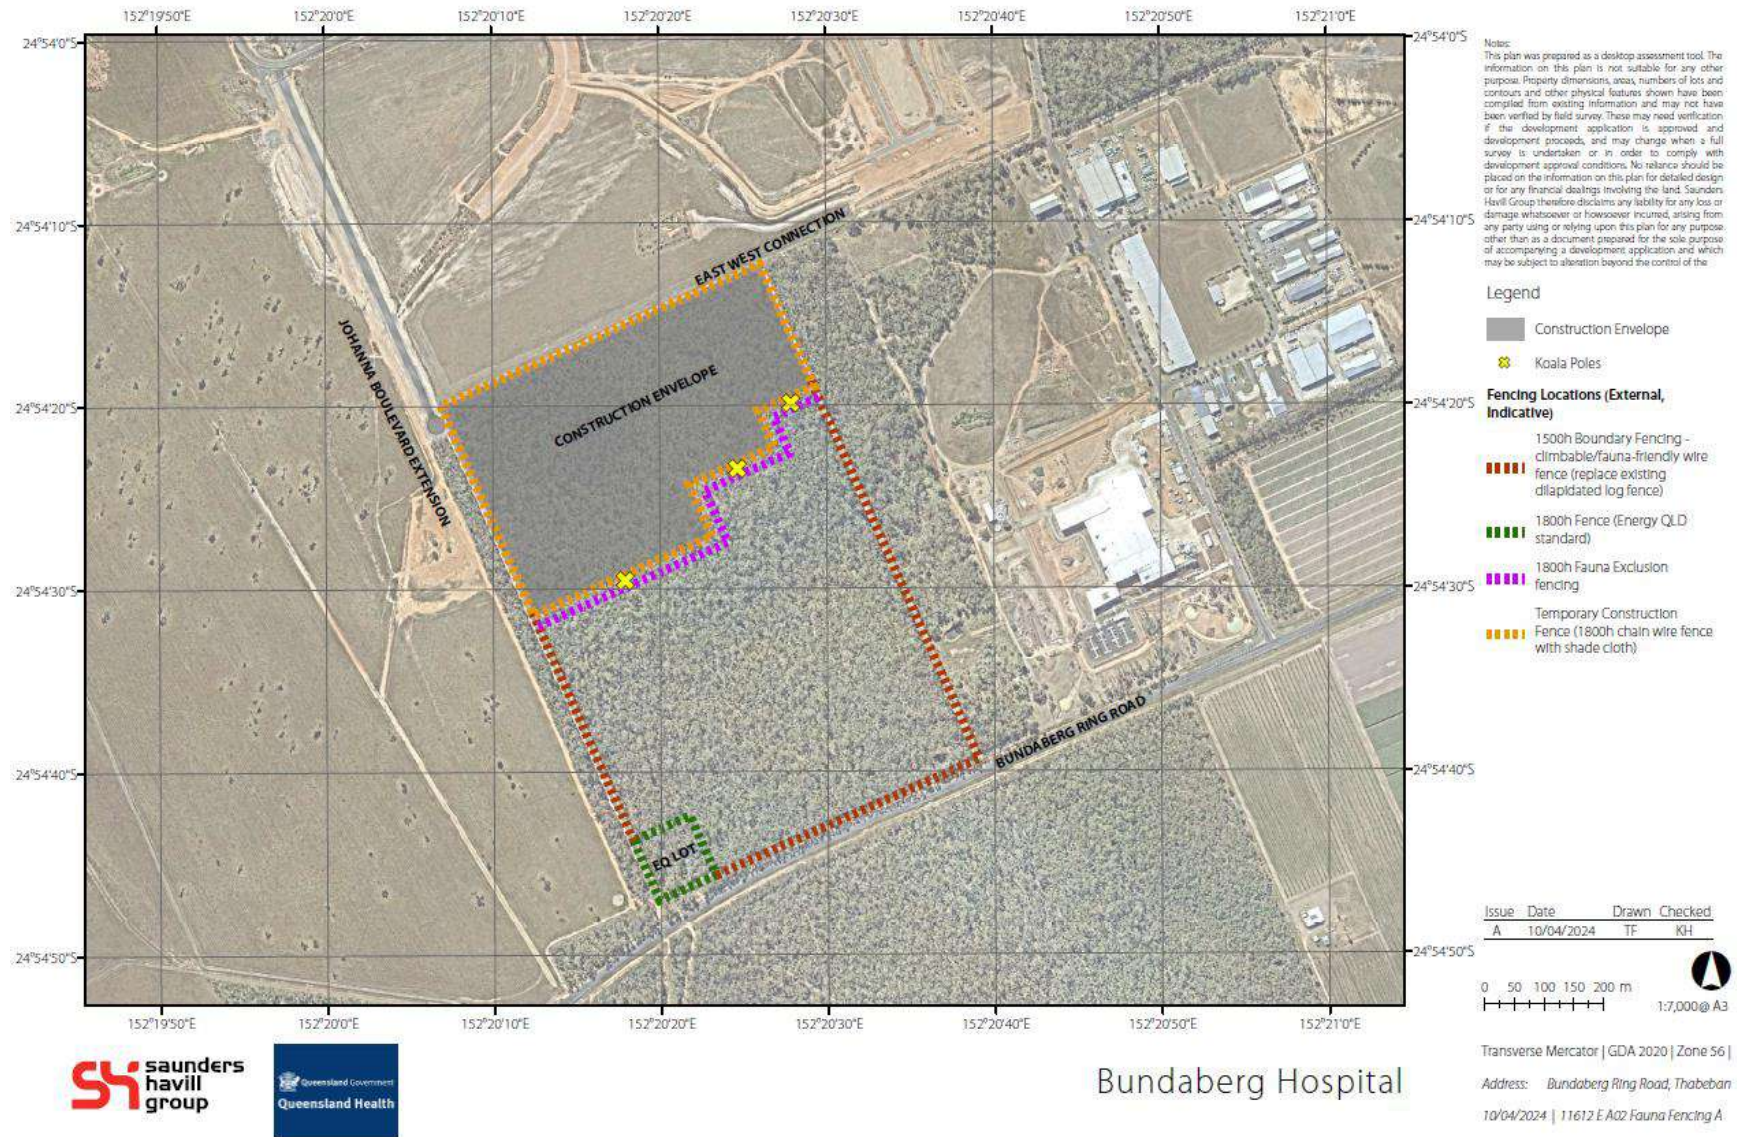 152°19'50"E 152°20'0"E 152°20'10"E 152°20'20"E 152°20'30"E 152°20'40"E 152°20'50"E 152°21'0"E
24°54'0"S
24°54'10"S
24°54'20"S
24°54'30"S
24°54'40"S
24°54'50"S
EAST WEST CONNECTION
JOHANNA BOULEVARD EXTENSION
CONSTRUCTION ENVELOPE
BUNDABERG RING ROAD
EQ LOT
24°54'0"S
24°54'10"S
24°54'20"S
24°54'30"S
24°54'40"S
24°54'50"S
152°19'50"E 152°20'0"E 152°20'10"E 152°20'20"E 152°20'30"E 152°20'40"E 152°20'50"E 152°21'0"E
Notes:
This plan was prepared as a desktop assessment tool. The
information on this plan is not suitable for any other
purpose. Property dimensions, areas, numbers of lots and
contours and other physical features shown have been
compiled from existing information and may not have
been verified by field survey. These may need verification
if the development application is approved and
development proceeds, and may change when a full
survey is undertaken or in order to comply with
development approval conditions. No reliance should be
placed on the information on this plan for detailed design
or for any financial dealings involving the land. Saunders
Havill Group therefore disclaims any liability for any loss or
damage whatsoever or howsoever incurred, arising from
any party using or relying upon this plan for any purpose
other than as a document prepared for the sole purpose
of accompanying a development application and which
may be subject to alteration beyond the control of the
Legend
Construction Envelope
Koala Poles
Fencing Locations (External,
Indicative)
1500h Boundary Fencing -
climbable/fauna-friendly wire
fence (replace existing
dilapidated log fence)
1800h Fence (Energy QLD
standard)
1800h Fauna Exclusion
fencing
Temporary Construction
Fence (1800h chain wire fence
with shade cloth)
Issue Date Drawn Checked
A 10/04/2024 TF KH
0 50 100 150 200 m
1:7,000@ A3
Transverse Mercator | GDA 2020 | Zone 56 |
Address: Bundaberg Ring Road, Thabeban
10/04/2024 | 11612 E A02 Fauna Fencing A
Bundaberg Hospital
sh saunders
havill
group
Queensland Government
Queensland Health